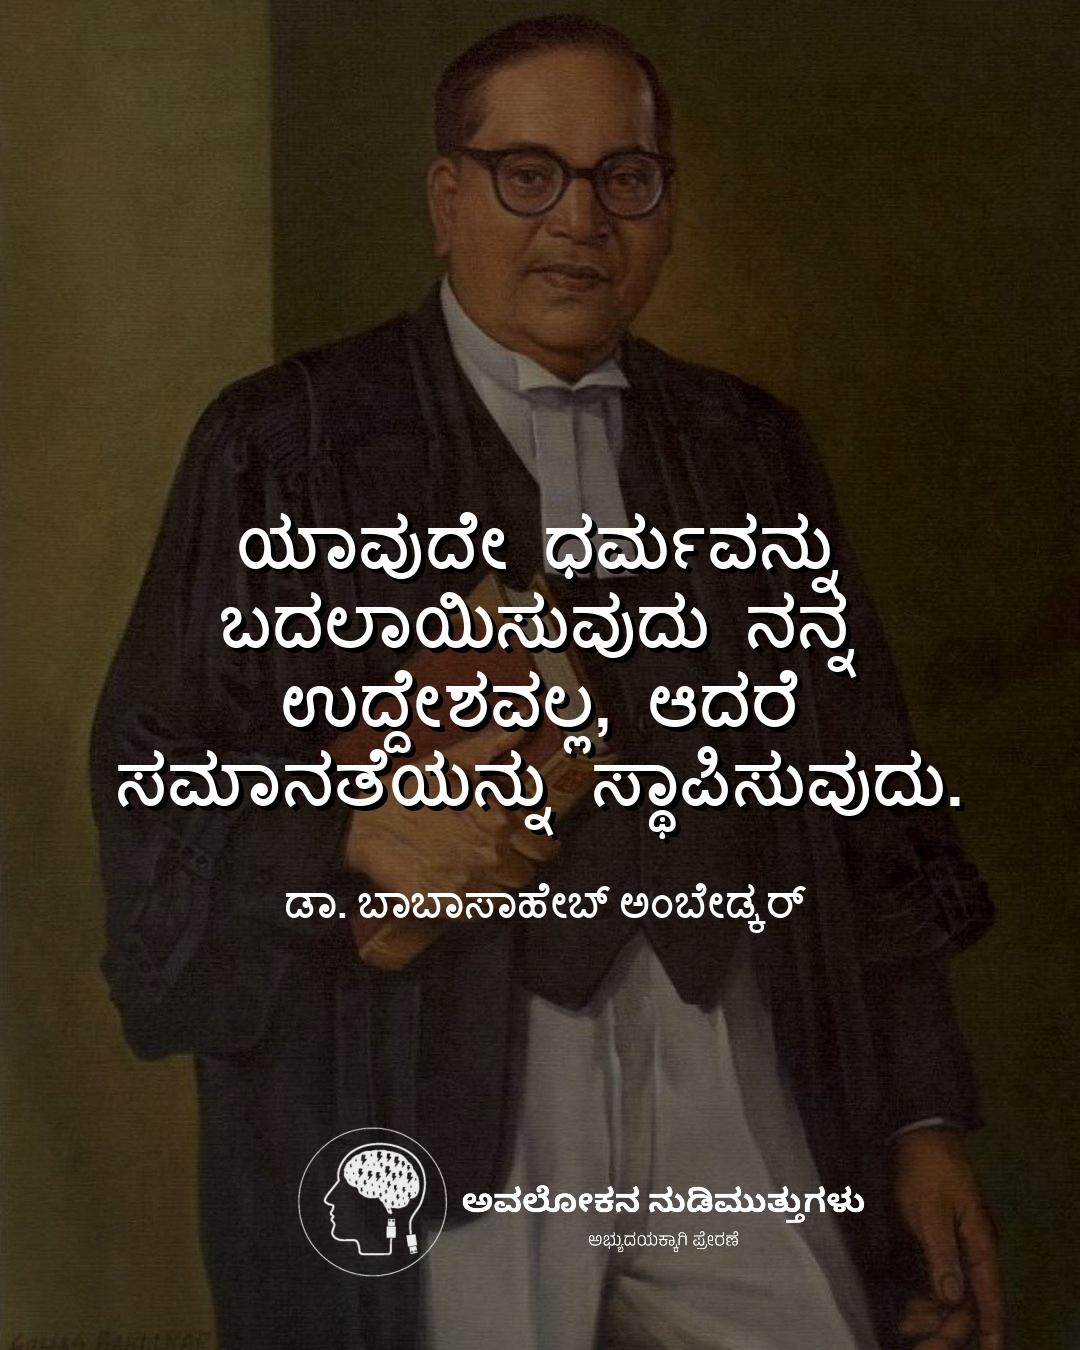 ಯಾವುದೇ ಧರ್ಮವನ್ನು
ಬದಲಾಯಿಸುವುದು ನನ್ನ
ಉದ್ದೇಶವಲ್ಲ, ಆದರೆ
ಸಮಾನತೆಯನ್ನು ಸ್ಥಾಪಿಸುವುದು.
ಡಾ. ಬಾಬಾಸಾಹೇಬ್ ಅಂಬೇಡ್ಕರ್
ಅವಲೋಕನ ನುಡಿಮುತ್ತುಗಳು
ಅಭ್ಯುದಯಕ್ಕಾಗಿ ಪ್ರೇರಣೆ